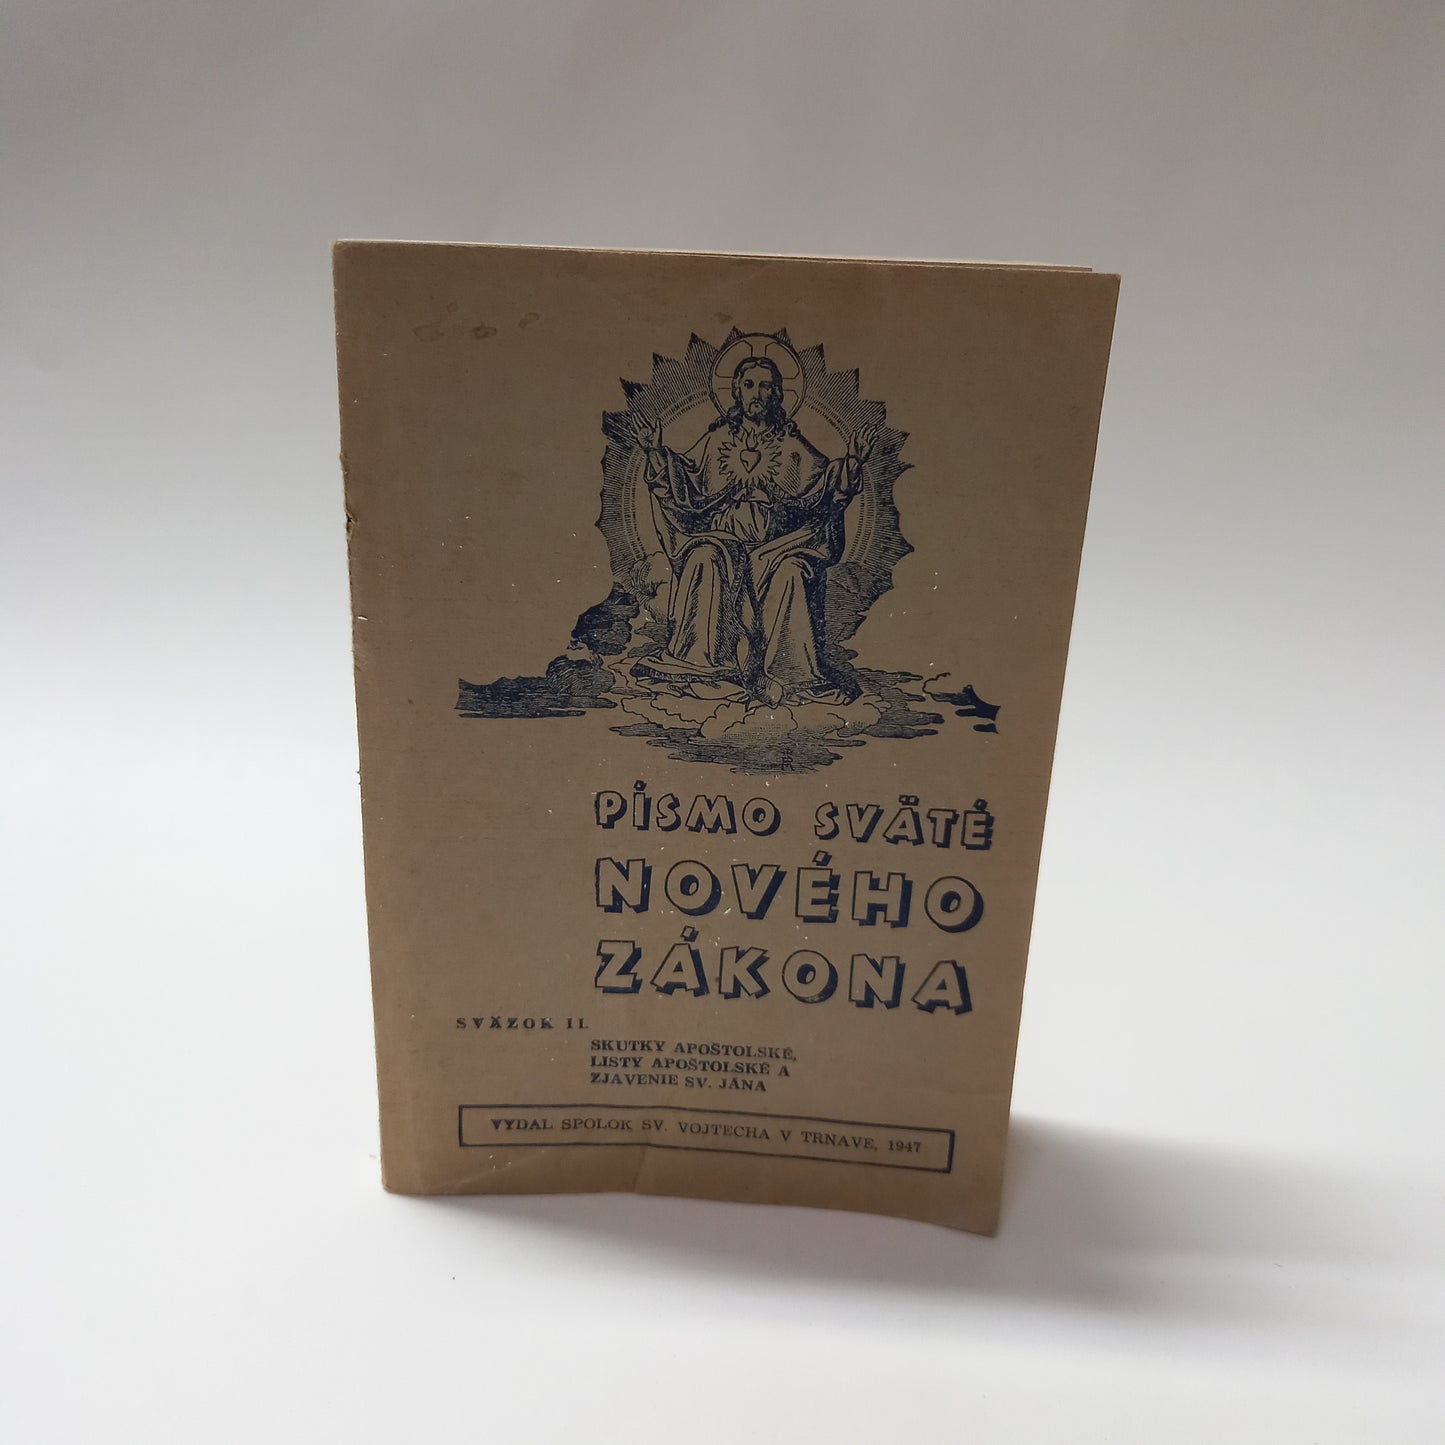 PÍSMO SVÄTÉ
NOVÉHO
ZÁKONA
SVÄZOK II.
SKUTKY APOŠTOLSKÉ,
LISTY APOŠTOLSKÉ A
ZJAVENIE SV. JÁNA
VYDAL SPOLOK SV. VOJTECHA V TRNAVE, 1947